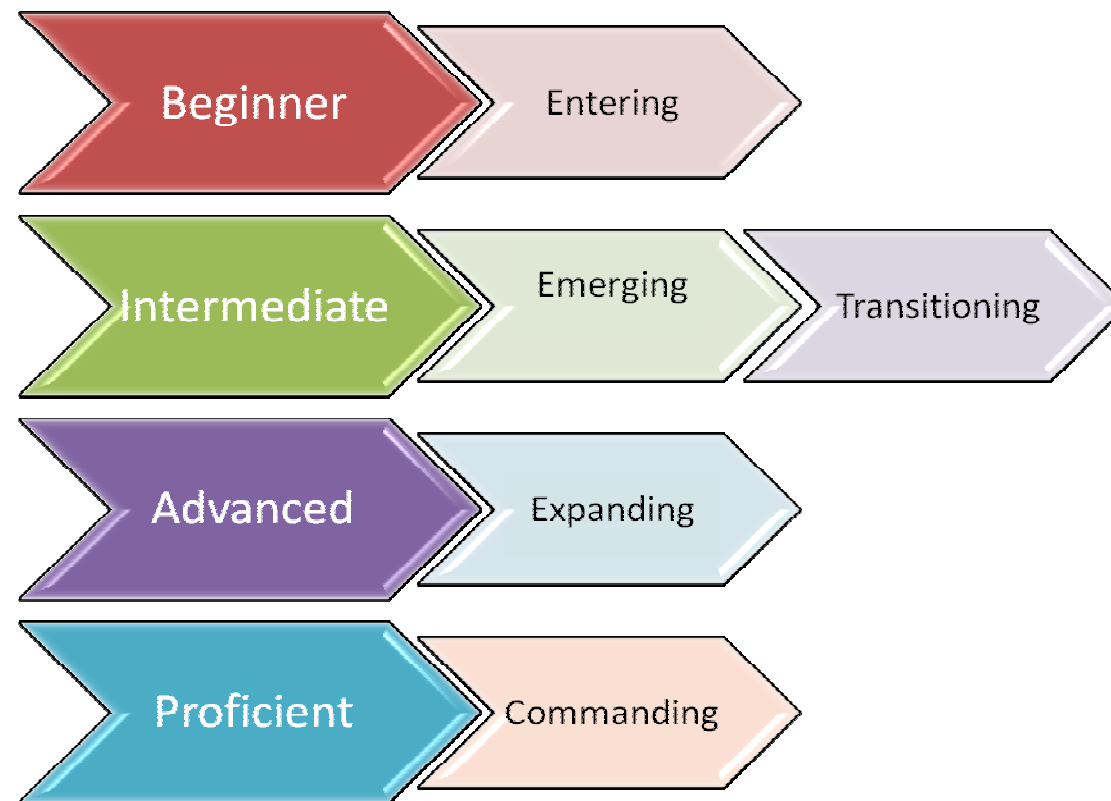 Beginner
Entering
Intermediate
Emerging
Transitioning
Advanced
Expanding
Proficient
Commanding